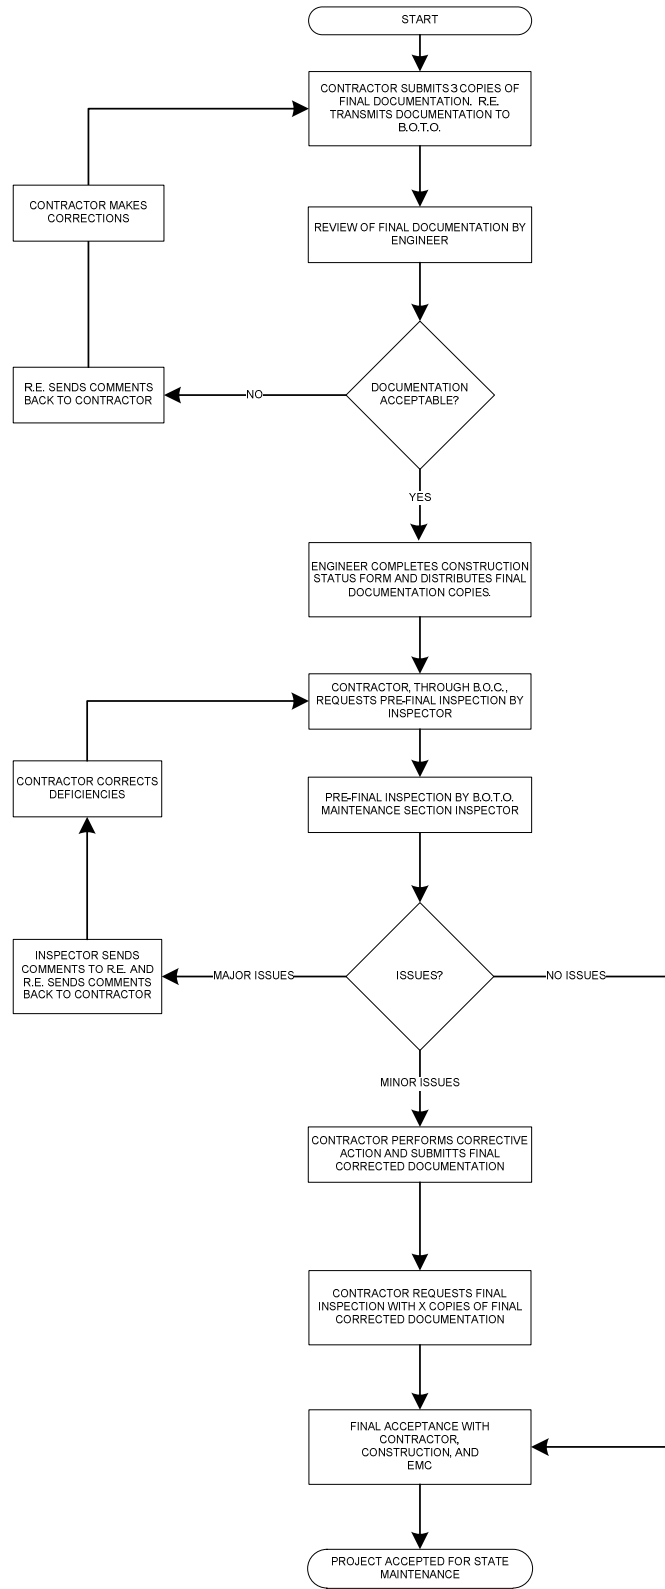 START
CONTRACTOR SUBMITS 3 COPIES OF
FINAL DOCUMENTATION. R.E.
TRANSMITS DOCUMENTATION TO
B.O.T.O.
CONTRACTOR MAKES
CORRECTIONS
REVIEW OF FINAL DOCUMENTATION BY
ENGINEER
DOCUMENTATION
ACCEPTABLE?
NO
R.E. SENDS COMMENTS
BACK TO CONTRACTOR
YES
ENGINEER COMPLETES CONSTRUCTION
STATUS FORM AND DISTRIBUTES FINAL
DOCUMENTATION COPIES.
CONTRACTOR, THROUGH B.O.C.,
REQUESTS PRE-FINAL INSPECTION BY
INSPECTOR
CONTRACTOR CORRECTS
DEFICIENCIES
PRE-FINAL INSPECTION BY B.O.T.O.
MAINTENANCE SECTION INSPECTOR
INSPECTOR SENDS
COMMENTS TO R.E. AND
R.E. SENDS COMMENTS
BACK TO CONTRACTOR
MAJOR ISSUES
ISSUES?
NO ISSUES
MINOR ISSUES
CONTRACTOR PERFORMS CORRECTIVE
ACTION AND SUBMITTS FINAL
CORRECTED DOCUMENTATION
CONTRACTOR REQUESTS FINAL
INSPECTION WITH X COPIES OF FINAL
CORRECTED DOCUMENTATION
FINAL ACCEPTANCE WITH
CONTRACTOR,
CONSTRUCTION, AND
EMC
PROJECT ACCEPTED FOR STATE
MAINTENANCE